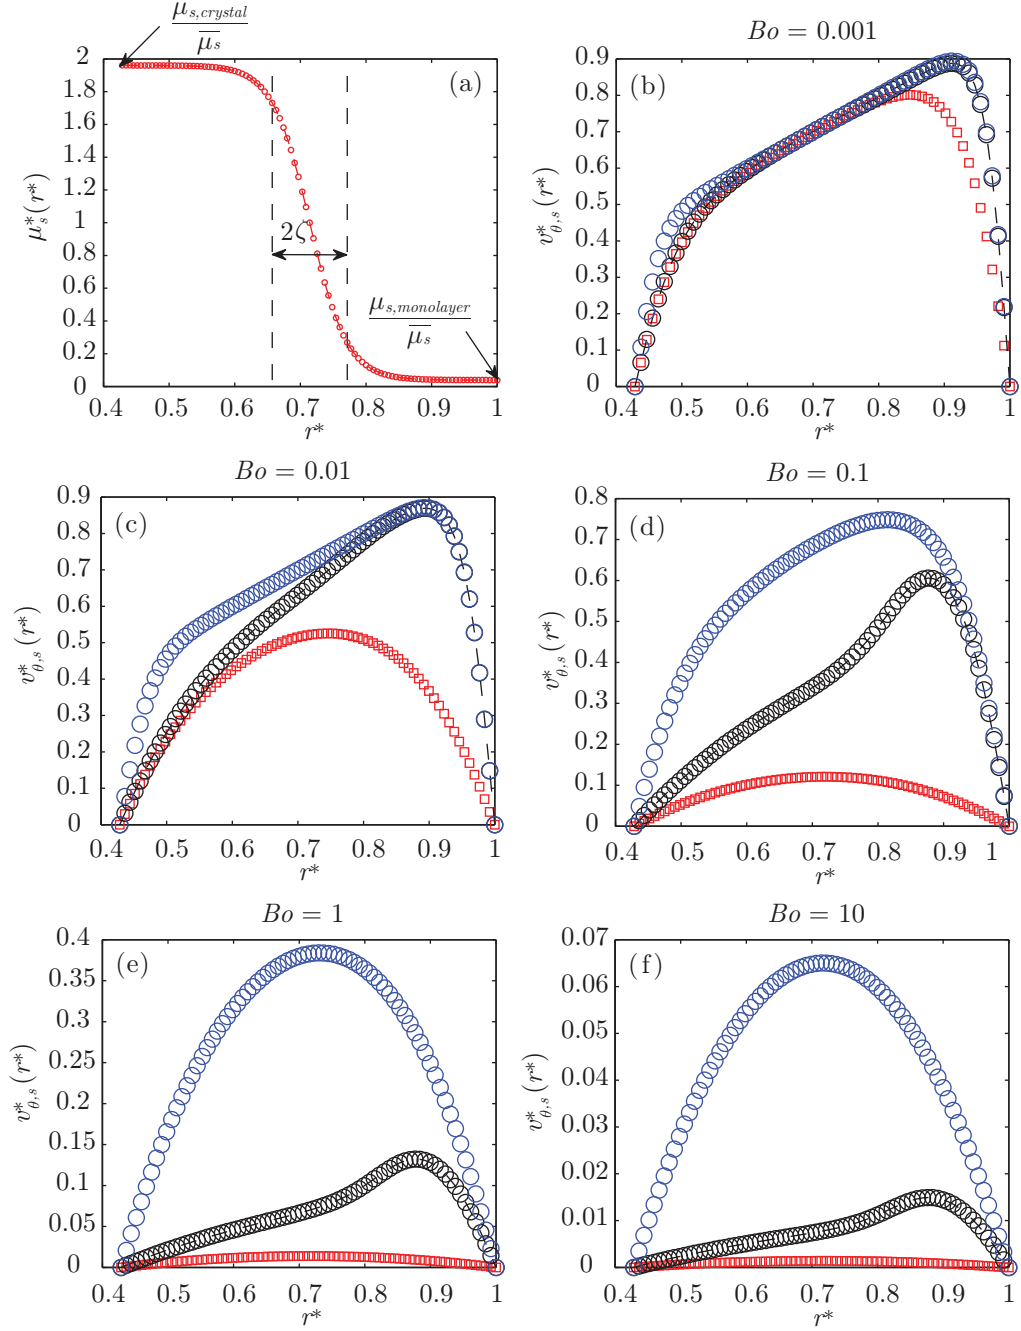 μ_{s,crystal} / \overline{μ_s}
(a)
2
1.8
1.6
1.4
1.2
1
0.8
0.6
0.4
0.2
0
μ*_s(r*)
2ζ
μ_{s,monolayer} / \overline{μ_s}
0.4 0.5 0.6 0.7 0.8 0.9 1
r*
Bo = 0.001
(b)
0.9
0.8
0.7
0.6
0.5
0.4
0.3
0.2
0.1
0
v*_{θ,s}(r*)
0.4 0.5 0.6 0.7 0.8 0.9 1
r*
Bo = 0.01
(c)
0.9
0.8
0.7
0.6
0.5
0.4
0.3
0.2
0.1
0
v*_{θ,s}(r*)
0.4 0.5 0.6 0.7 0.8 0.9 1
r*
Bo = 0.1
(d)
0.8
0.7
0.6
0.5
0.4
0.3
0.2
0.1
0
v*_{θ,s}(r*)
0.4 0.5 0.6 0.7 0.8 0.9 1
r*
Bo = 1
(e)
0.4
0.35
0.3
0.25
0.2
0.15
0.1
0.05
0
v*_{θ,s}(r*)
0.4 0.5 0.6 0.7 0.8 0.9 1
r*
Bo = 10
(f)
0.07
0.06
0.05
0.04
0.03
0.02
0.01
0
v*_{θ,s}(r*)
0.4 0.5 0.6 0.7 0.8 0.9 1
r*